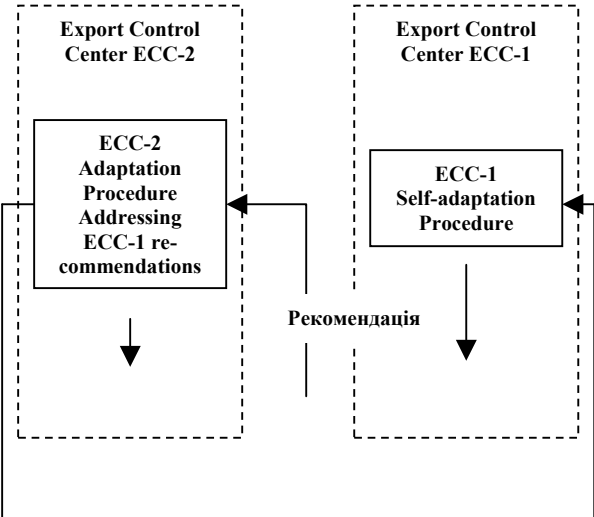 Export Control
Center ECC-2
ECC-2
Adaptation
Procedure
Addressing
ECC-1 re-
commendations
Export Control
Center ECC-1
ECC-1
Self-adaptation
Procedure
Рекомендація